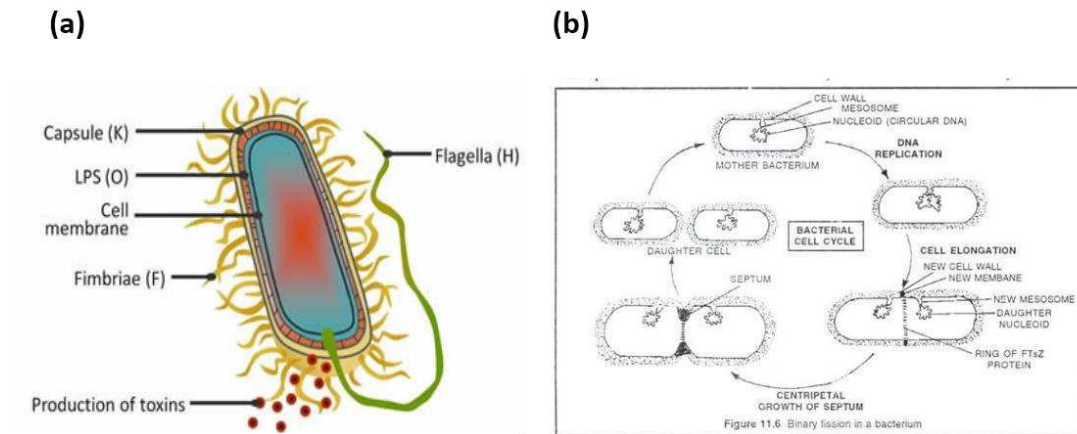 (a)
Capsule (K)
LPS (O)
Cell
membrane
Fimbriae (F)
Production of toxins
Flagella (H)
(b)
CELL WALL
MESOSOME
NUCLEOID (CIRCULAR DNA)
MOTHER BACTERIUM
DNA
REPLICATION
BACTERIAL
CELL CYCLE
DAUGHTER CELL
CELL ELONGATION
NEW CELL WALL
NEW MEMBANE
NEW MESOSOME
DAUGHTER
NUCLEOID
SEPTUM
RING OF FTsZ
PROTEIN
CENTRIPETAL
GROWTH OF SEPTUM
Figure 11.6 Binary fission in a bacterium